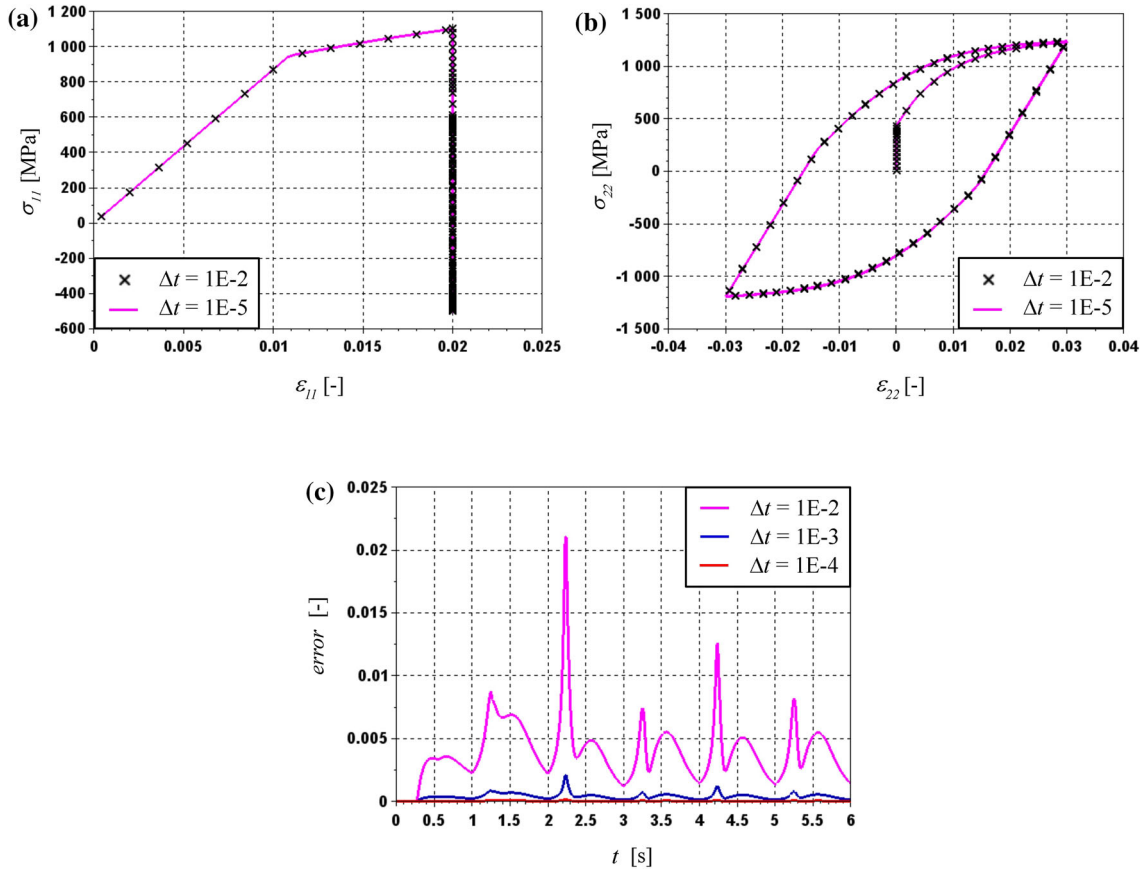 (a)
1 200
1 000
800
600
400
200
0
-200
-400
-600
σ11 [MPa]
Δt = 1E-2
Δt = 1E-5
0 0.005 0.01 0.015 0.02 0.025
ε11 [-]
(b)
1 500
1 000
500
0
-500
-1 000
-1 500
σ22 [MPa]
Δt = 1E-2
Δt = 1E-5
-0.04 -0.03 -0.02 -0.01 0 0.01 0.02 0.03 0.04
ε22 [-]
(c)
0.025
0.02
0.015
0.01
0.005
0
error [-]
Δt = 1E-2
Δt = 1E-3
Δt = 1E-4
0 0.5 1 1.5 2 2.5 3 3.5 4 4.5 5 5.5 6
t [s]